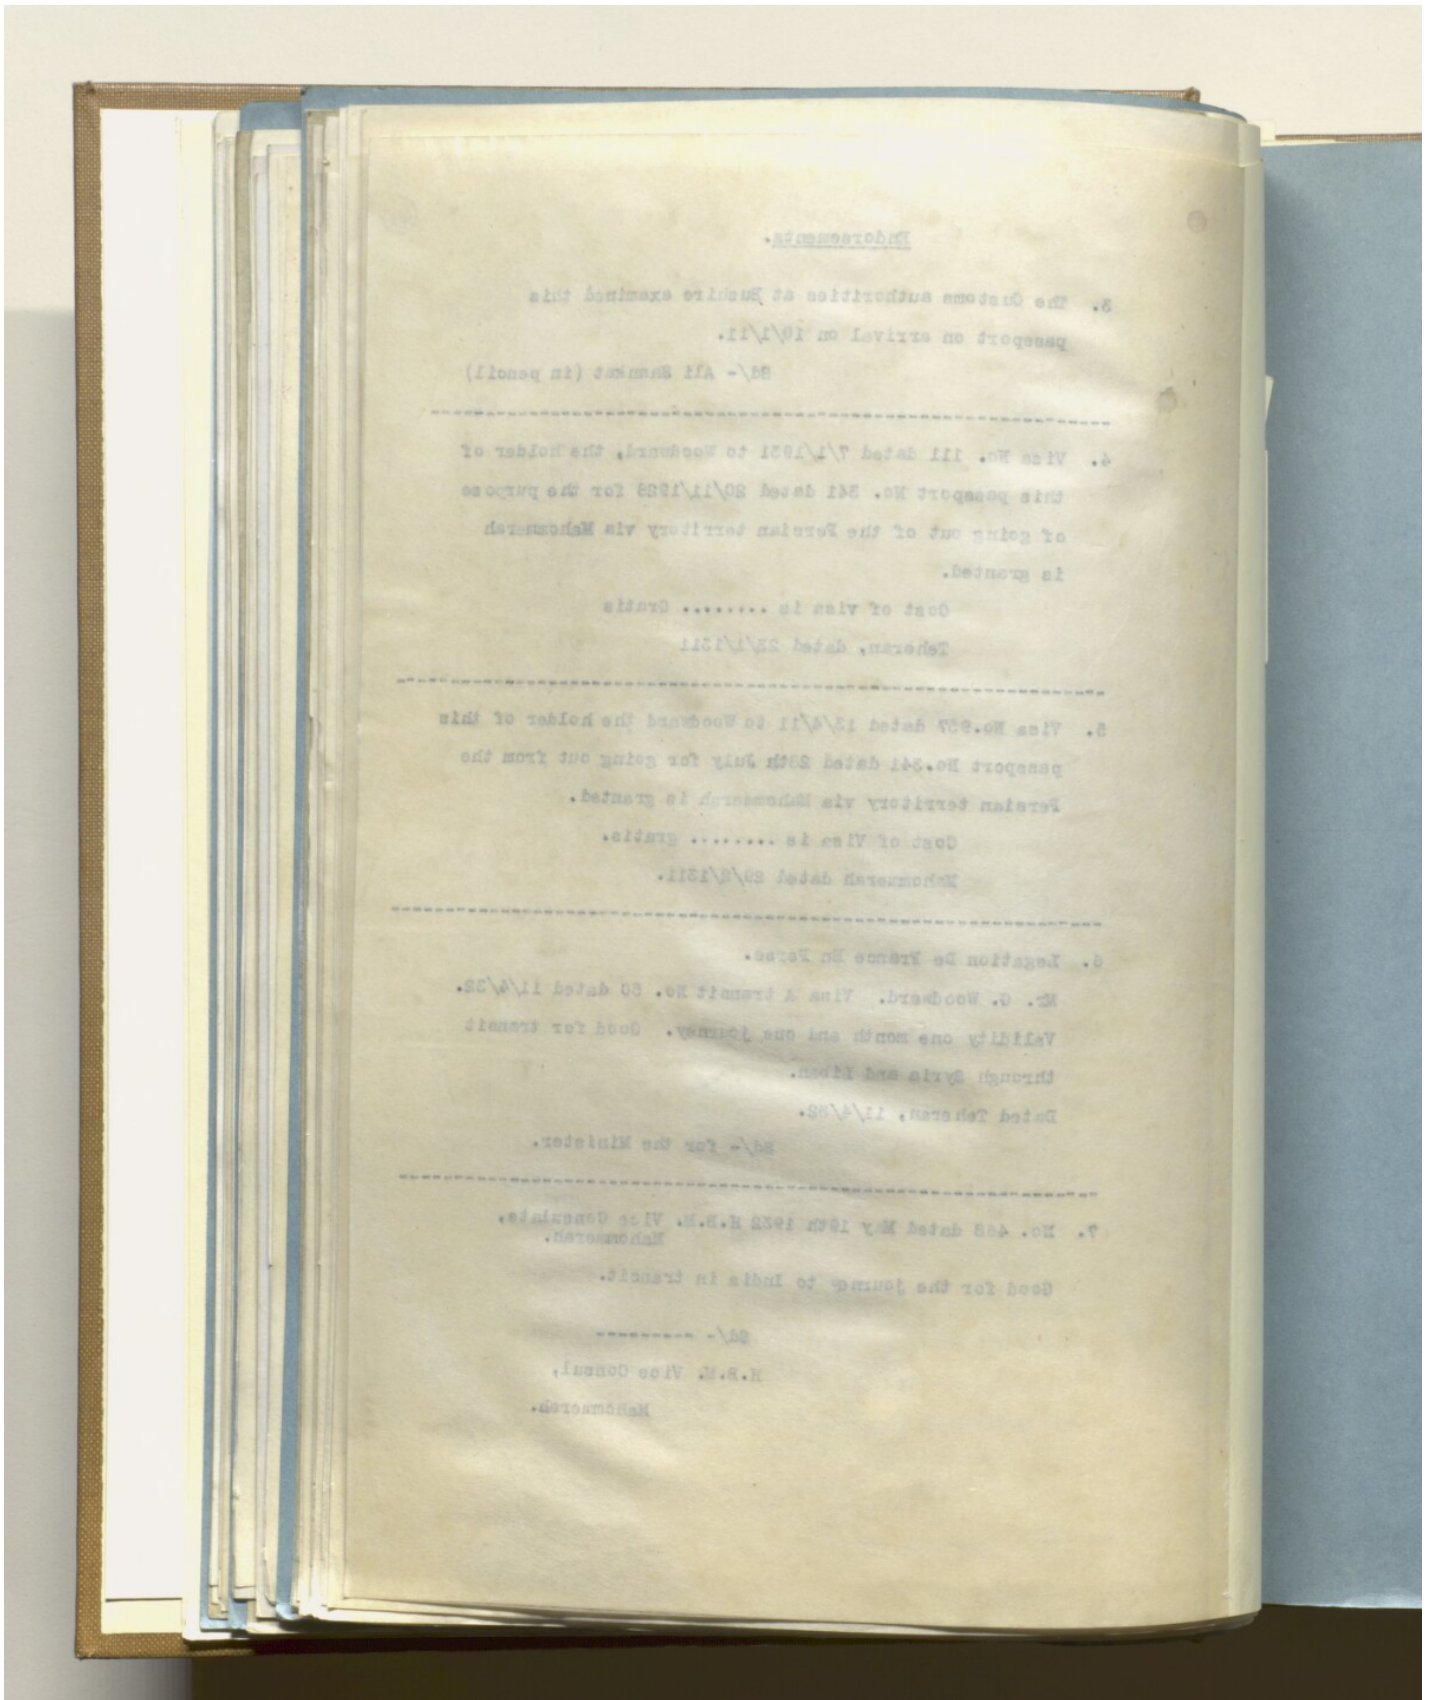 Endorsements.
3. The Customs authorities at Bushire examined this
passport on arrival on 19/1/11.
Sd/- Ali Shankat (in pencil)
4. Visa No. 111 dated 7/1/1931 to Woodward, the holder of
this passport No. 341 dated 20/11/1928 for the purpose
of going out of the Persian territory via Mahommerah
is granted.
Cost of visa is ........ Gratis
Teheran, dated 23/1/1311
5. Visa No.957 dated 13/4/11 to Woodward the holder of this
passport No.341 dated 28th July for going out from the
Persian territory via Mahommerah is granted.
Cost of Visa is ........ gratis.
Mahommerah dated 29/2/1311.
6. Legation De France En Perse.
Mr. G. Woodward. Visa A transit No. 60 dated 11/4/32.
Validity one month and one journey. Good for transit
through Syria and Liban.
Dated Teheran, 11/4/32.
Sd/- for the Minister.
7. No. 468 dated May 19th 1932 H.B.M. Vice Consulate,
Mahommerah.
Good for the journey to India in transit.
Sd/- ---------
H.B.M. Vice Consul,
Mahommerah.